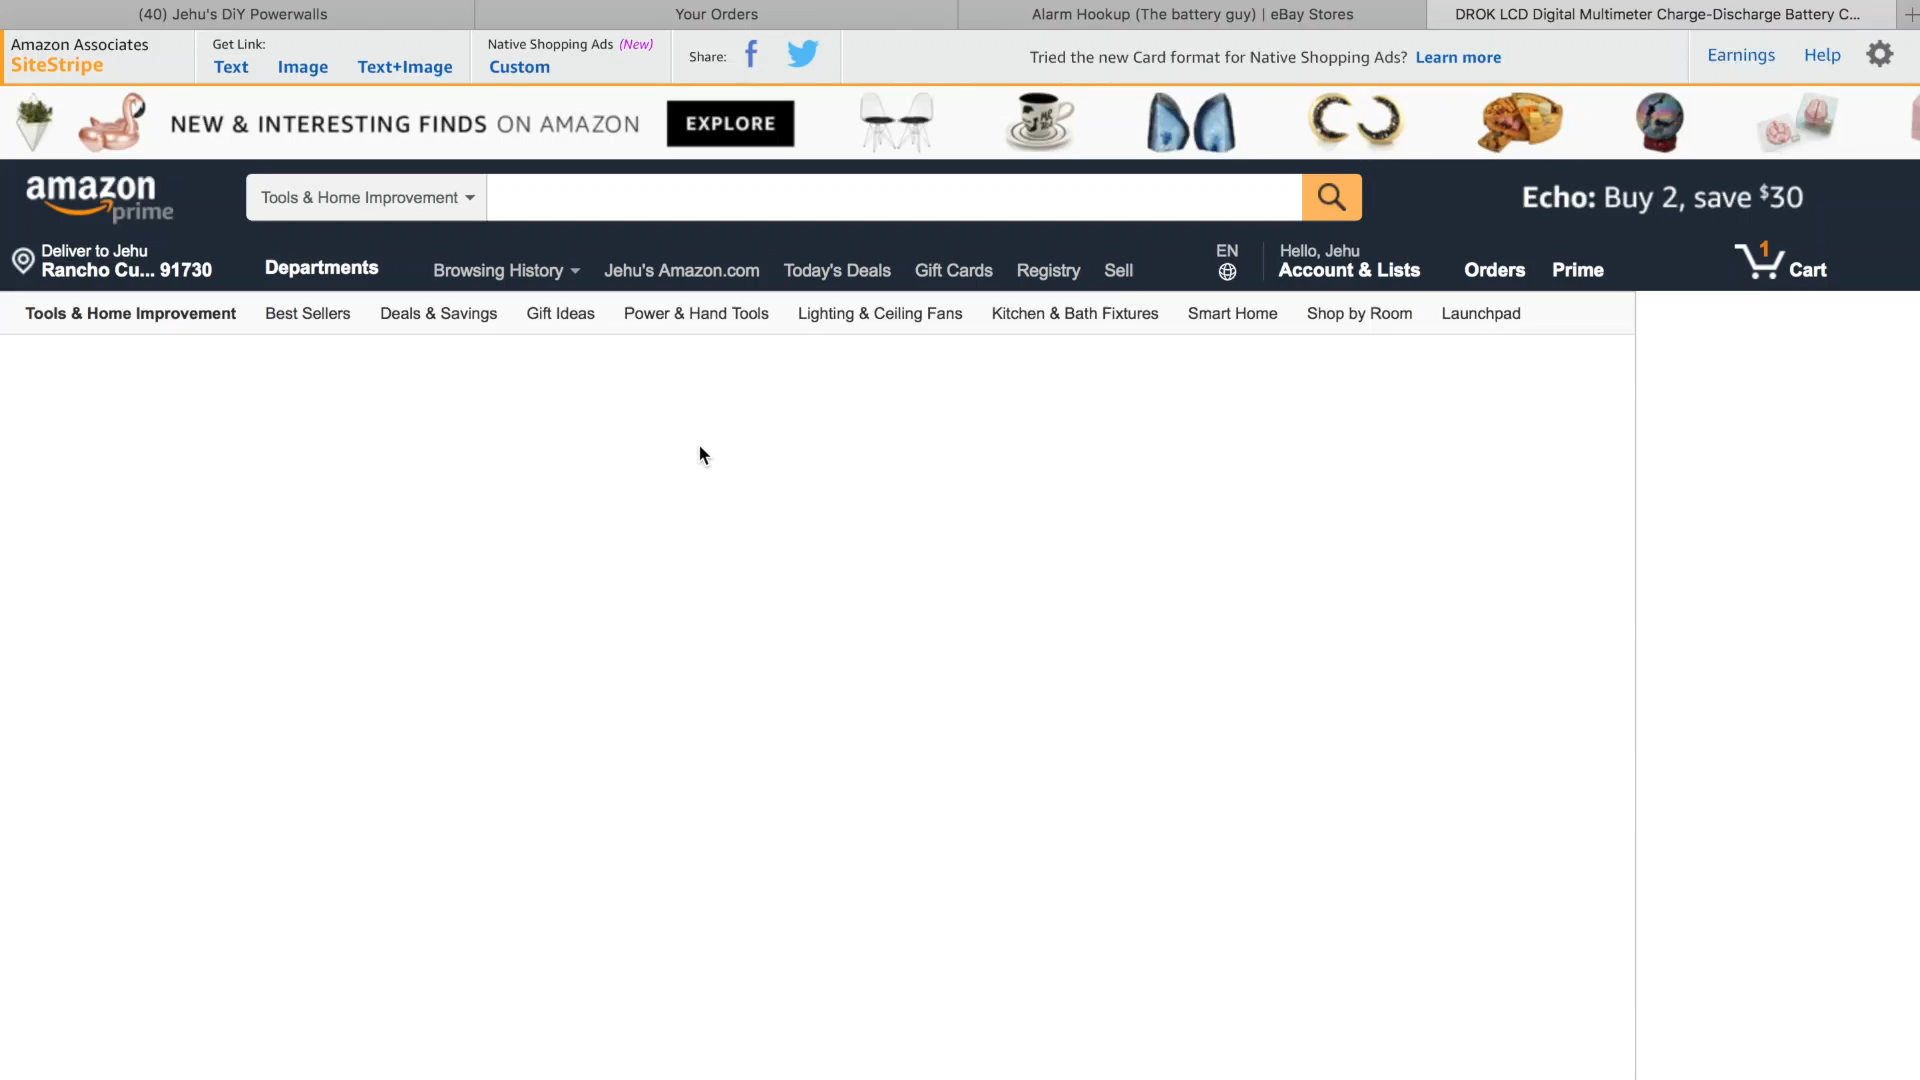 (40) Jehu's DiY Powerwalls
Your Orders
Alarm Hookup (The battery guy) | eBay Stores
DROK LCD Digital Multimeter Charge-Discharge Battery C...
Amazon Associates
SiteStripe
Get Link:
Text Image Text+Image
Native Shopping Ads (New)
Custom
Share:
Tried the new Card format for Native Shopping Ads? Learn more
Earnings Help
NEW & INTERESTING FINDS ON AMAZON EXPLORE
amazon prime
Tools & Home Improvement
Echo: Buy 2, save $30
Deliver to Jehu
Rancho Cu... 91730
Departments
Browsing History Jehu's Amazon.com Today's Deals Gift Cards Registry Sell
EN
Hello, Jehu
Account & Lists
Orders Prime
1
Cart
Tools & Home Improvement Best Sellers Deals & Savings Gift Ideas Power & Hand Tools Lighting & Ceiling Fans Kitchen & Bath Fixtures Smart Home Shop by Room Launchpad